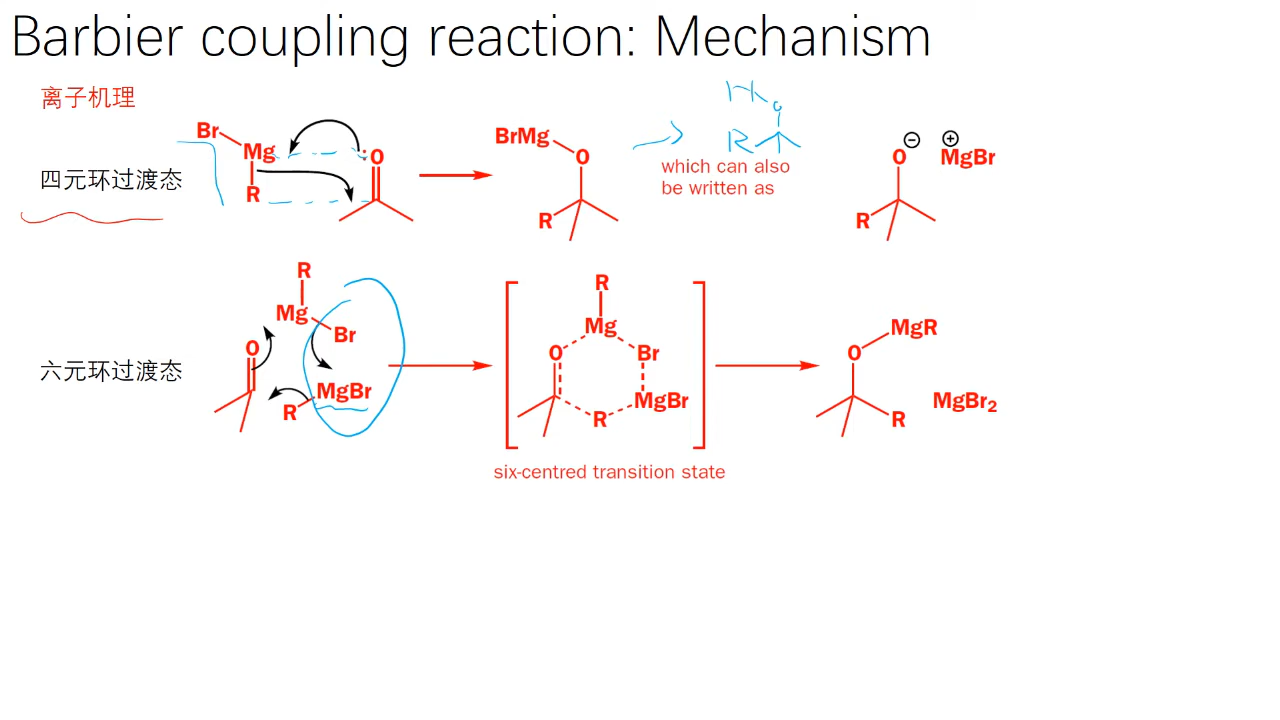 Barbier coupling reaction: Mechanism
离子机理
HO
R
Br
Mg
R
:O
BrMg
O
R
which can also
be written as
O ⊖ ⊕ MgBr
R
四元环过渡态
R
Mg
Br
O
MgBr
R
六元环过渡态
R
Mg
O
Br
MgBr
R
six-centred transition state
MgR
O
R
MgBr2